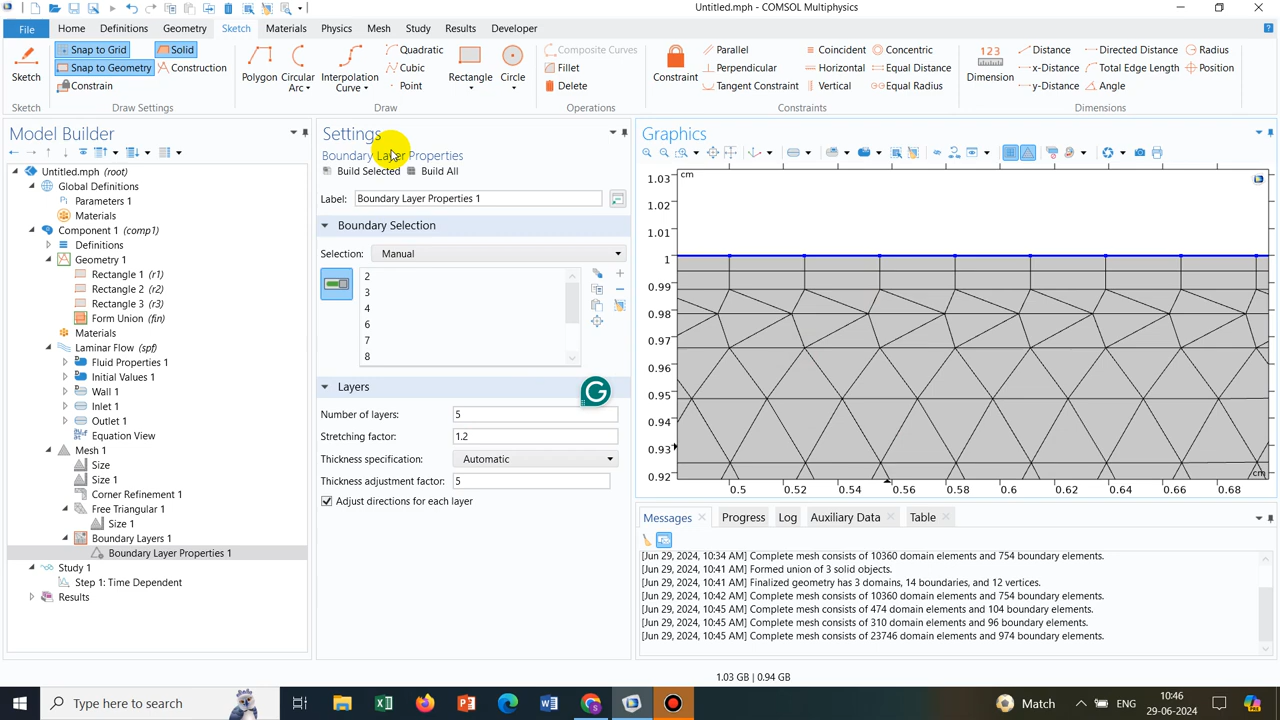 Untitled.mph - COMSOL Multiphysics
File Home Definitions Geometry Sketch Materials Physics Mesh Study Results Developer
Sketch
Snap to Grid Solid
Snap to Geometry Construction
Constrain
Polygon Circular Arc Interpolation Curve
Quadratic
Cubic
Point
Rectangle Circle
Composite Curves
Fillet
Delete
Constraint
Parallel Coincident Concentric
Perpendicular Horizontal Equal Distance
Tangent Constraint Vertical Equal Radius
123
Dimension
Distance Directed Distance Radius
x-Distance Total Edge Length Position
y-Distance Angle
Sketch Draw Settings Draw Operations Constraints Dimensions
Model Builder
Untitled.mph (root)
Global Definitions
Pi Parameters 1
Materials
Component 1 (comp1)
Definitions
Geometry 1
Rectangle 1 (r1)
Rectangle 2 (r2)
Rectangle 3 (r3)
Form Union (fin)
Materials
Laminar Flow (spf)
Fluid Properties 1
Initial Values 1
Wall 1
Inlet 1
Outlet 1
Equation View
Mesh 1
Size
Size 1
Corner Refinement 1
Free Triangular 1
Size 1
Boundary Layers 1
Boundary Layer Properties 1
Study 1
Step 1: Time Dependent
Results
Settings
Boundary Layer Properties
Build Selected Build All
Label: Boundary Layer Properties 1
Boundary Selection
Selection: Manual
2
3
4
6
7
8
Layers
Number of layers: 5
Stretching factor: 1.2
Thickness specification: Automatic
Thickness adjustment factor: 5
Adjust directions for each layer
Graphics
cm
1.03
1.02
1.01
1
0.99
0.98
0.97
0.96
0.95
0.94
0.93
0.92
cm
0.5 0.52 0.54 0.56 0.58 0.6 0.62 0.64 0.66 0.68
Messages Progress Log Auxiliary Data Table
[Jun 29, 2024, 10:34 AM] Complete mesh consists of 10360 domain elements and 754 boundary elements.
[Jun 29, 2024, 10:41 AM] Formed union of 3 solid objects.
[Jun 29, 2024, 10:41 AM] Finalized geometry has 3 domains, 14 boundaries, and 12 vertices.
[Jun 29, 2024, 10:42 AM] Complete mesh consists of 10360 domain elements and 754 boundary elements.
[Jun 29, 2024, 10:45 AM] Complete mesh consists of 474 domain elements and 104 boundary elements.
[Jun 29, 2024, 10:45 AM] Complete mesh consists of 310 domain elements and 96 boundary elements.
[Jun 29, 2024, 10:45 AM] Complete mesh consists of 23746 domain elements and 974 boundary elements.
1.03 GB | 0.94 GB
Type here to search
Match
ENG
10:46
29-06-2024